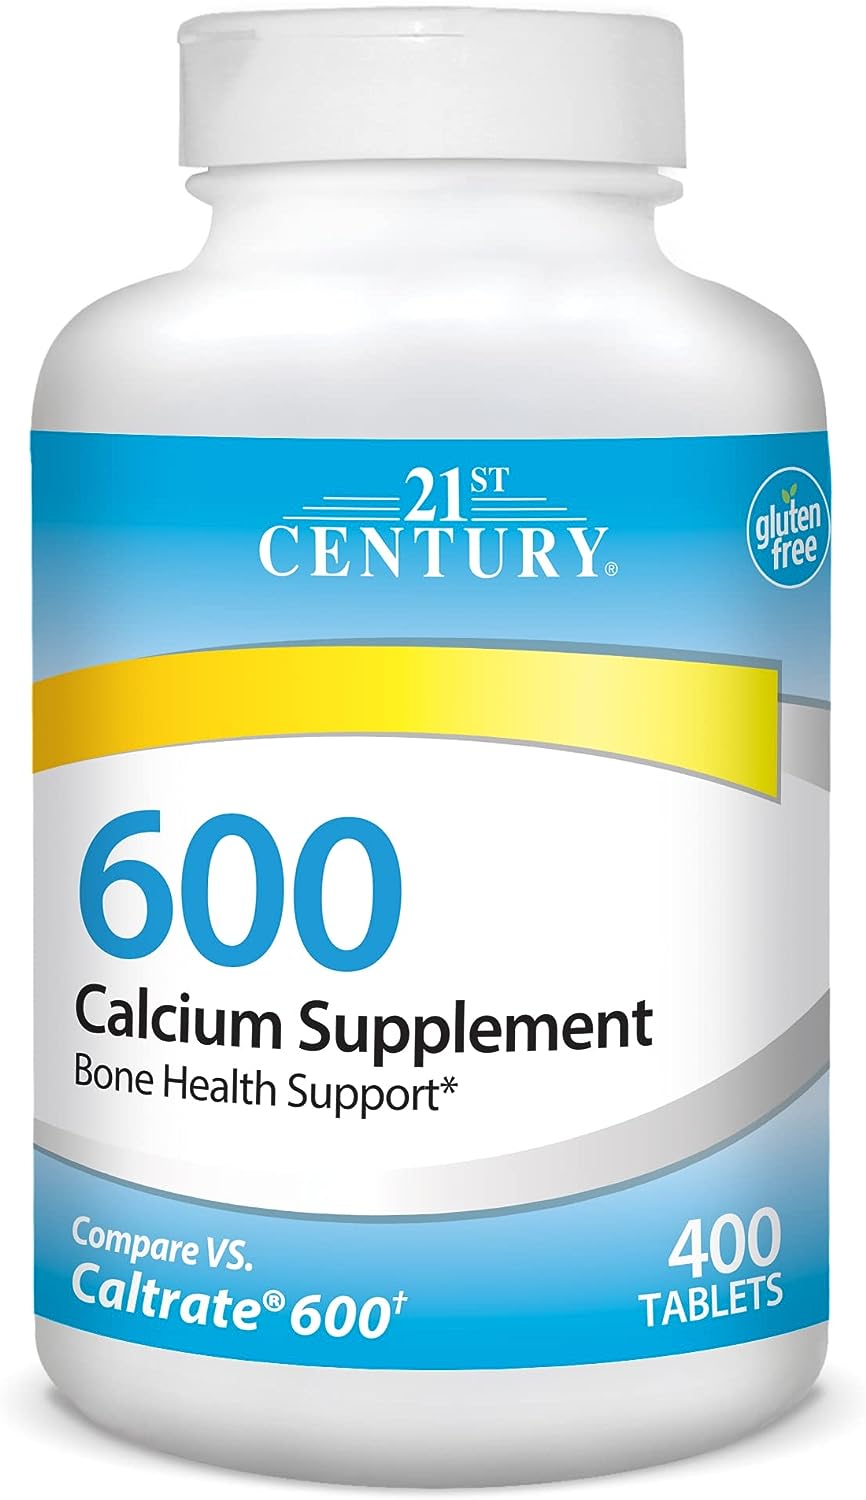 21ST
CENTURY®
gluten
free
600
Calcium Supplement
Bone Health Support*
Compare VS.
Caltrate® 600†
400
TABLETS